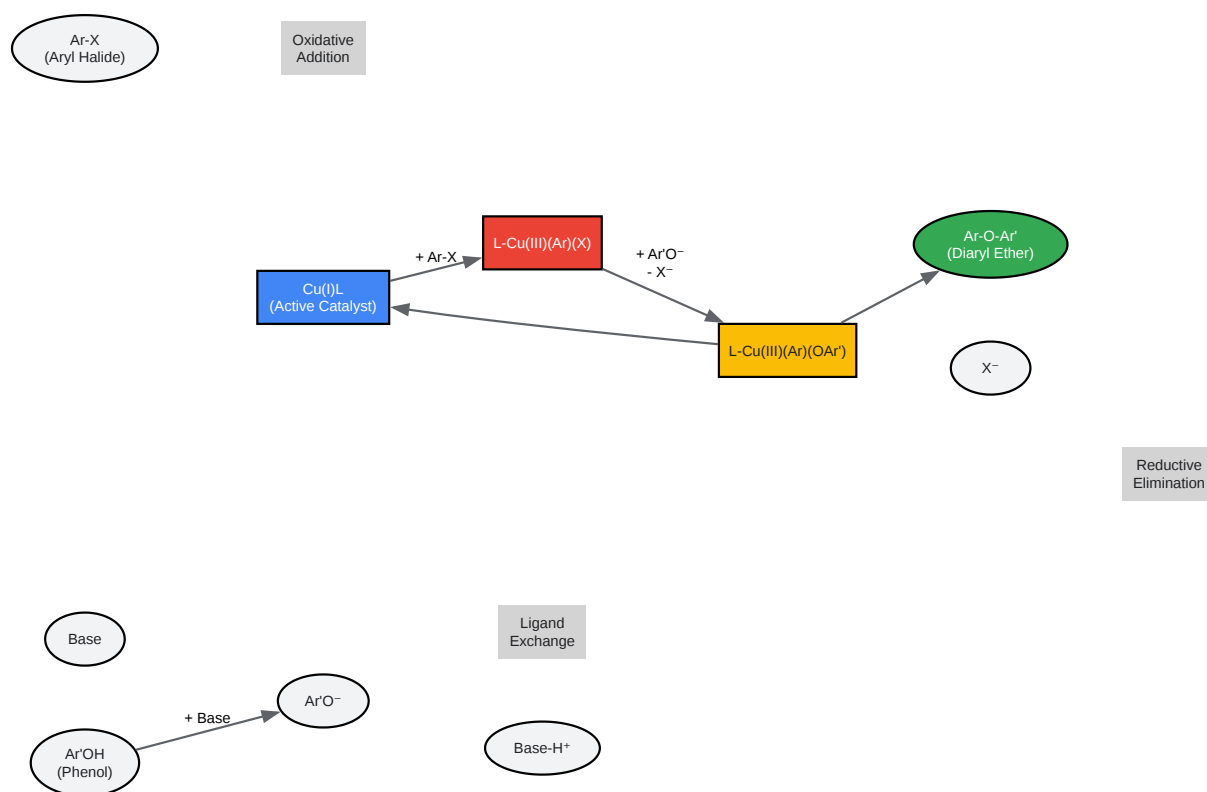 Ar-X
(Aryl Halide)
Oxidative
Addition
L-Cu(III)(Ar)(X)
+ Ar-X
+ Ar'O⁻
- X⁻
Ar-O-Ar'
(Diaryl Ether)
Cu(I)L
(Active Catalyst)
L-Cu(III)(Ar)(OAr')
X⁻
Reductive
Elimination
Base
Ligand
Exchange
Ar'O⁻
+ Base
Ar'OH
(Phenol)
Base-H⁺